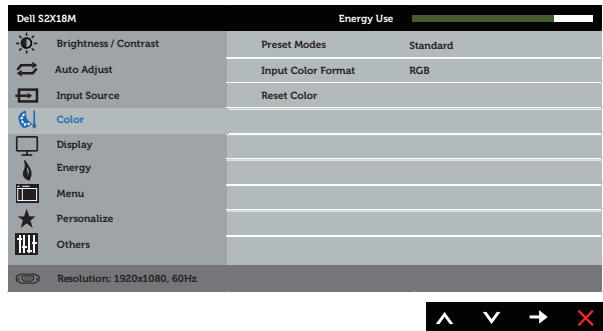 Dell S2X18M Energy Use
Brightness / Contrast Preset Modes Standard
Auto Adjust Input Color Format RGB
Input Source Reset Color
Color
Display
Energy
Menu
Personalize
Others
Resolution: 1920x1080, 60Hz